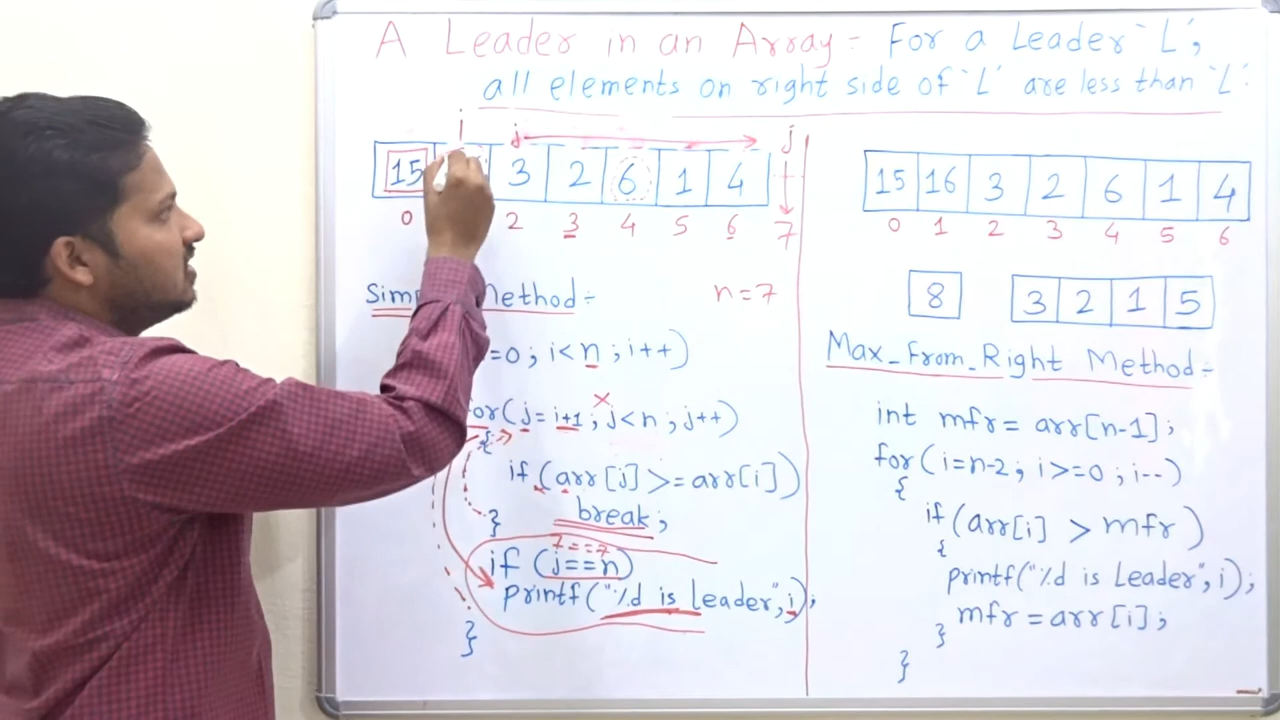 A Leader in an Array - For a Leader `L',
all elements on right side of `L' are less than `L'.
i j j
15 3 2 6 1 4
0 2 3 4 5 6 7
Method :-
n=7
=0 ; i<n ; i++)
for( j= i+1 ; j<n ; j++)
{
x
if (arr[j] >= arr[i])
break;
}
7==7
if (j==n)
printf("%d is Leader", i);
}
15 16 3 2 6 1 4
0 1 2 3 4 5 6
8 3 2 1 5
Max_From_Right Method :-
int mfr = arr[n-1];
for( i=n-2 ; i>=0 ; i--)
{
if (arr[i] > mfr)
{
printf("%d is Leader", i);
mfr = arr[i];
}
}